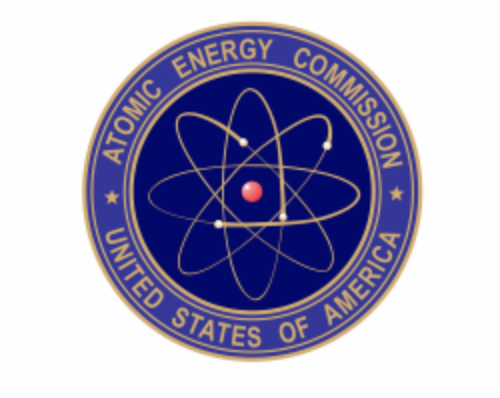 ATOMIC ENERGY COMMISSION
UNITED STATES OF AMERICA